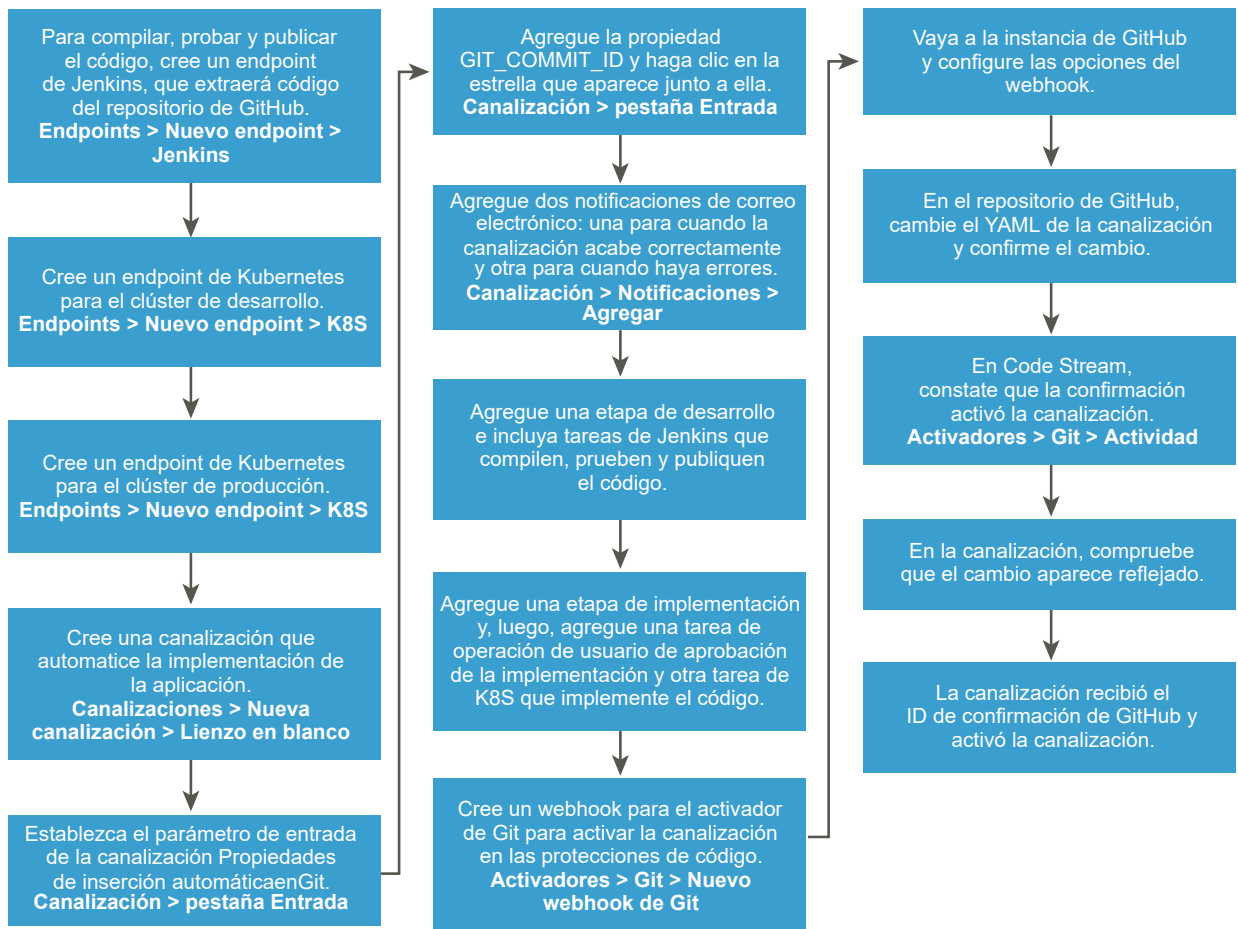 Para compilar, probar y publicar
el código, cree un endpoint
de Jenkins, que extraerá código
del repositorio de GitHub.
Endpoints > Nuevo endpoint >
Jenkins
Cree un endpoint de Kubernetes
para el clúster de desarrollo.
Endpoints > Nuevo endpoint > K8S
Cree un endpoint de Kubernetes
para el clúster de producción.
Endpoints > Nuevo endpoint > K8S
Cree una canalización que
automatice la implementación de
la aplicación.
Canalizaciones > Nueva
canalización > Lienzo en blanco
Establezca el parámetro de entrada
de la canalización Propiedades
de inserción automáticaenGit.
Canalización > pestaña Entrada
Agregue la propiedad
GIT_COMMIT_ID y haga clic en la
estrella que aparece junto a ella.
Canalización > pestaña Entrada
Agregue dos notificaciones de correo
electrónico: una para cuando la
canalización acabe correctamente
y otra para cuando haya errores.
Canalización > Notificaciones >
Agregar
Agregue una etapa de desarrollo
e incluya tareas de Jenkins que
compilen, prueben y publiquen
el código.
Agregue una etapa de implementación
y, luego, agregue una tarea de
operación de usuario de aprobación
de la implementación y otra tarea de
K8S que implemente el código.
Cree un webhook para el activador
de Git para activar la canalización
en las protecciones de código.
Activadores > Git > Nuevo
webhook de Git
Vaya a la instancia de GitHub
y configure las opciones del
webhook.
En el repositorio de GitHub,
cambie el YAML de la canalización
y confirme el cambio.
En Code Stream,
constate que la confirmación
activó la canalización.
Activadores > Git > Actividad
En la canalización, compruebe
que el cambio aparece reflejado.
La canalización recibió el
ID de confirmación de GitHub y
activó la canalización.